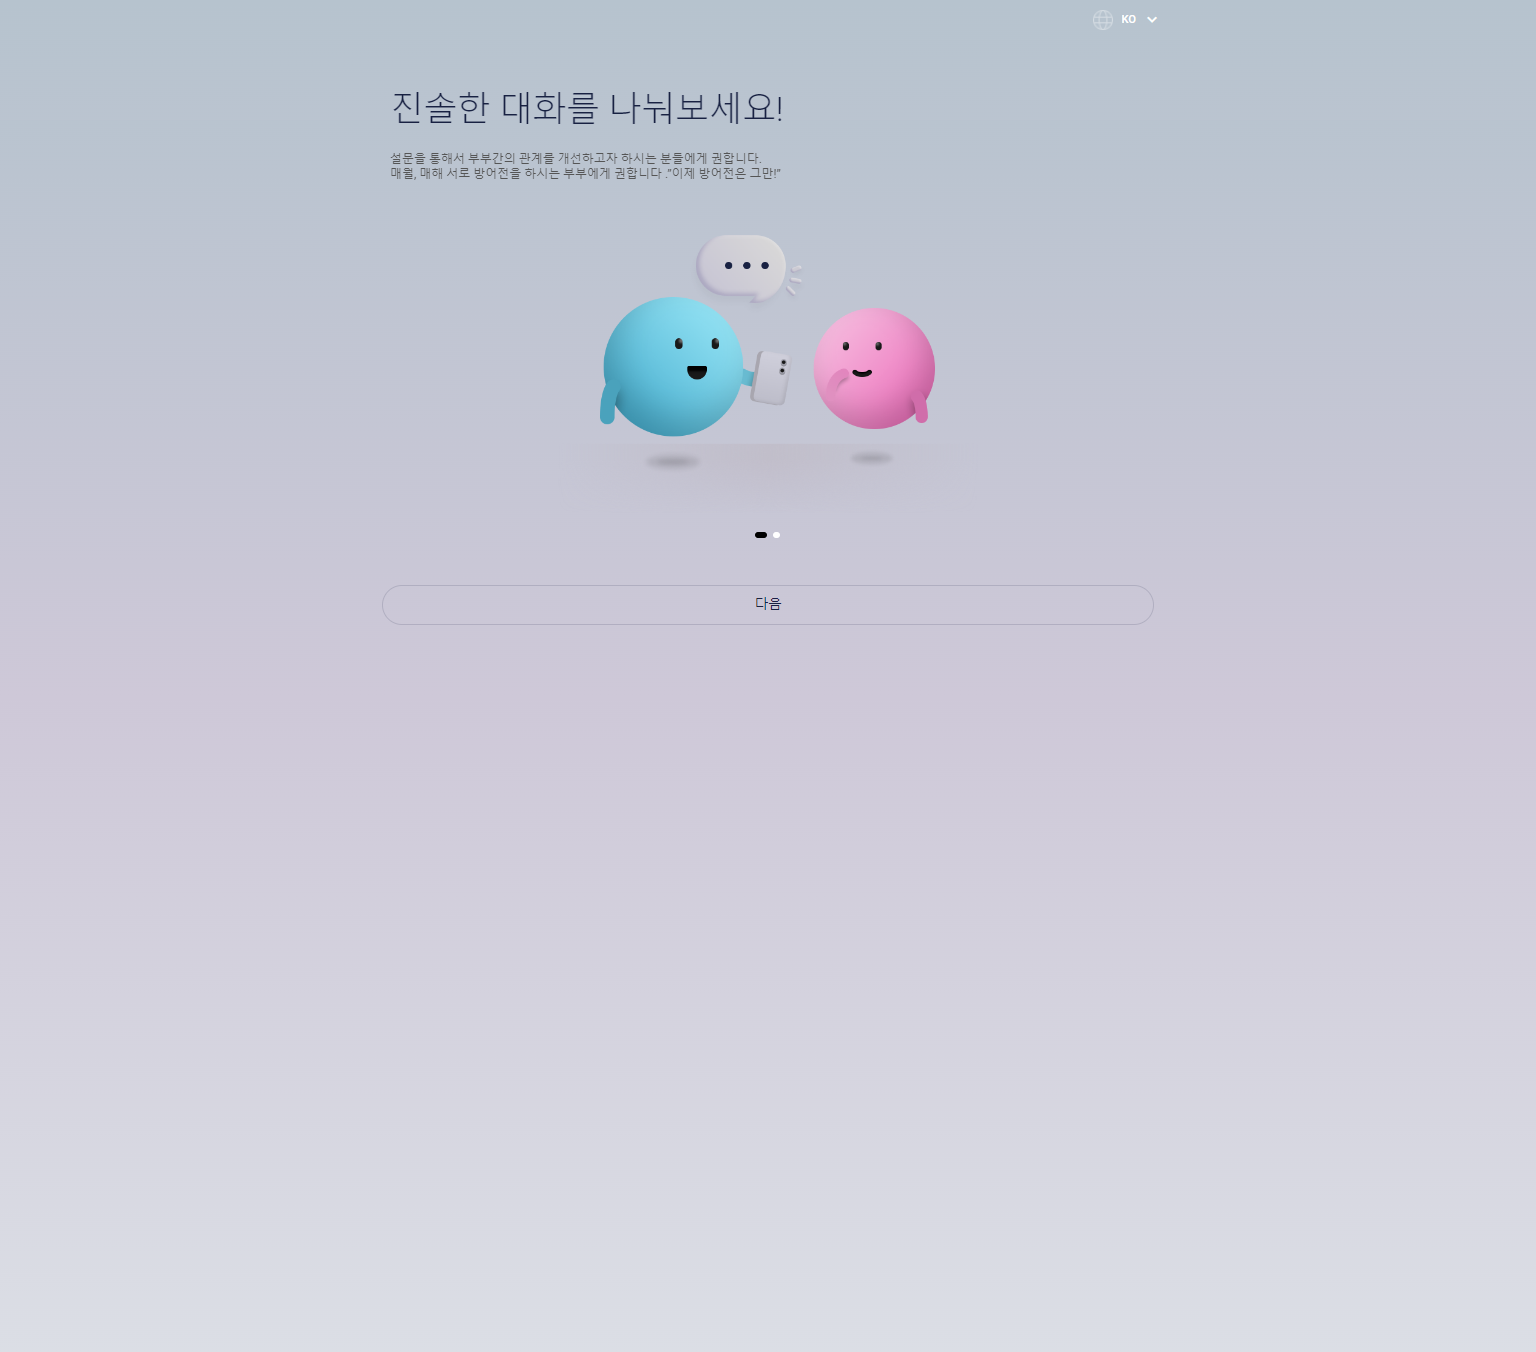 KO
진솔한 대화를 나눠보세요!
설문을 통해서 부부간의 관계를 개선하고자 하시는 분들에게 권합니다.
매월, 매해 서로 방어전을 하시는 부부에게 권합니다 ."이제 방어전은 그만!"
다음